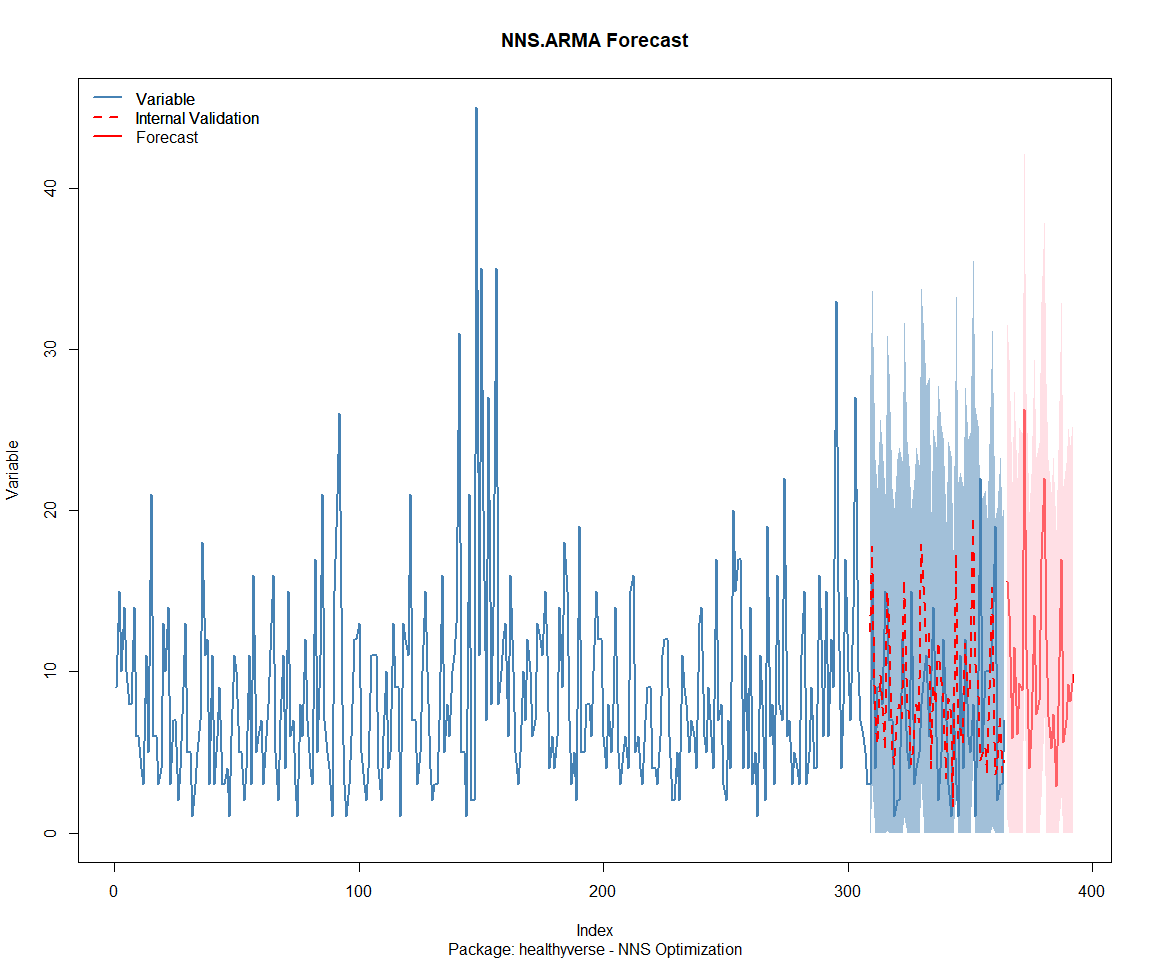 NNS.ARMA Forecast
Variable
Internal Validation
Forecast
Variable
40
30
20
10
0
0 100 200 300 400
Index
Package: healthyverse - NNS Optimization